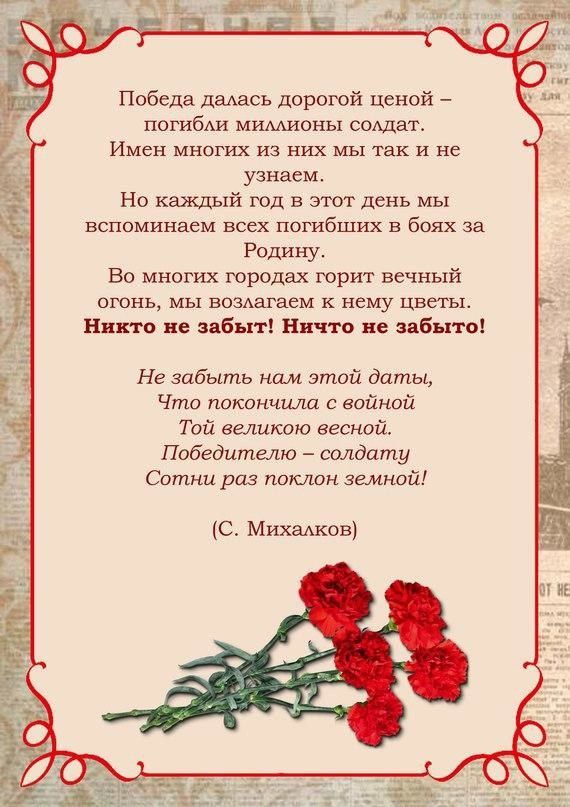 Победа далась дорогой ценой –
погибли миллионы солдат.
Имен многих из них мы так и не
узнаем.
Но каждый год в этот день мы
вспоминаем всех погибших в боях за
Родину.
Во многих городах горит вечный
огонь, мы возлагаем к нему цветы.
Никто не забыт! Ничто не забыто!
Не забыть нам этой даты,
Что покончила с войной
Той великою весной.
Победителю – солдату
Сотни раз поклон земной!
(С. Михалков)